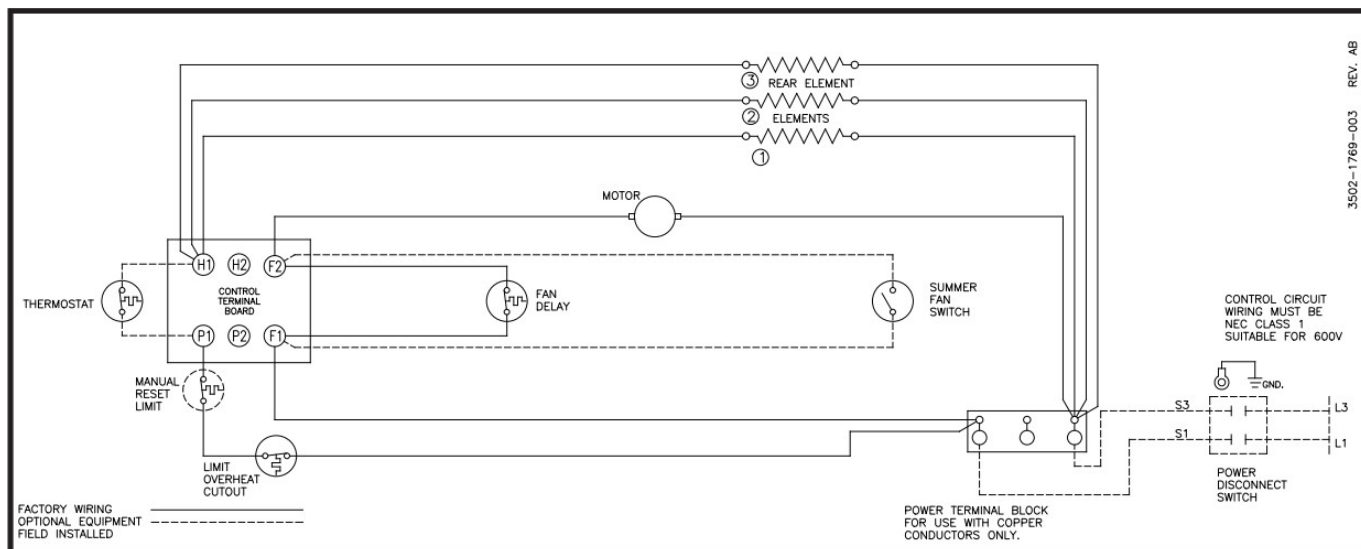 3502-1769-003 REV. AB
③ REAR ELEMENT
② ELEMENTS
①
MOTOR
H1 H2 F2
CONTROL
TERMINAL
BOARD
P1 P2 F1
THERMOSTAT
FAN
DELAY
SUMMER
FAN
SWITCH
CONTROL CIRCUIT
WIRING MUST BE
NEC CLASS 1
SUITABLE FOR 600V
GND.
MANUAL
RESET
LIMIT
LIMIT
OVERHEAT
CUTOUT
S3
L3
S1
L1
POWER
DISCONNECT
SWITCH
POWER TERMINAL BLOCK
FOR USE WITH COPPER
CONDUCTORS ONLY.
FACTORY WIRING
OPTIONAL EQUIPMENT
FIELD INSTALLED